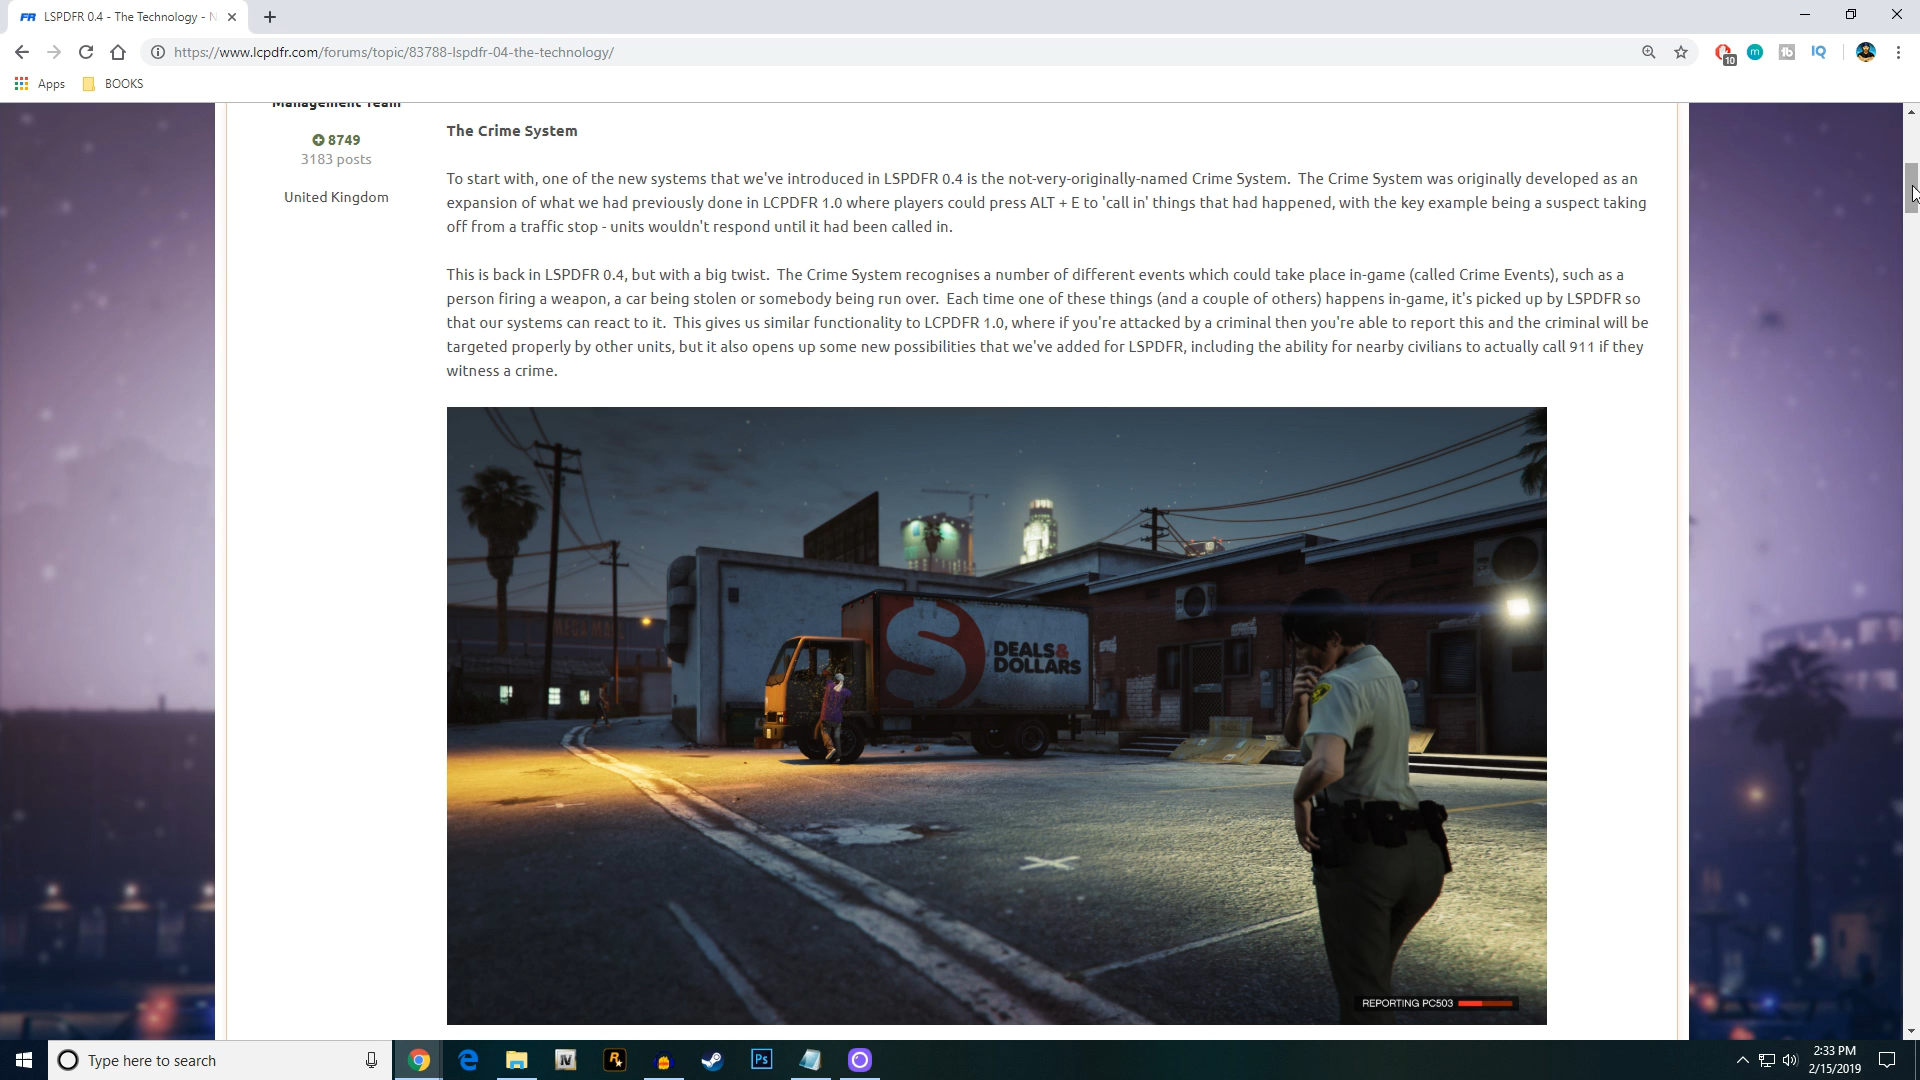 LSPDFR 0.4 - The Technology - N
https://www.lcpdfr.com/forums/topic/83788-lspdfr-04-the-technology/
10
m
tb
IQ
Apps
BOOKS
Management Team
8749
3183 posts
United Kingdom
The Crime System
To start with, one of the new systems that we've introduced in LSPDFR 0.4 is the not-very-originally-named Crime System.  The Crime System was originally developed as an
expansion of what we had previously done in LCPDFR 1.0 where players could press ALT + E to 'call in' things that had happened, with the key example being a suspect taking
off from a traffic stop - units wouldn't respond until it had been called in.
This is back in LSPDFR 0.4, but with a big twist.  The Crime System recognises a number of different events which could take place in-game (called Crime Events), such as a
person firing a weapon, a car being stolen or somebody being run over.  Each time one of these things (and a couple of others) happens in-game, it's picked up by LSPDFR so
that our systems can react to it.  This gives us similar functionality to LCPDFR 1.0, where if you're attacked by a criminal then you're able to report this and the criminal will be
targeted properly by other units, but it also opens up some new possibilities that we've added for LSPDFR, including the ability for nearby civilians to actually call 911 if they
witness a crime.
MEGA MALL
DEALS&
DOLLARS
REPORTING PC503
Type here to search
IV
R
Ps
2:33 PM
2/15/2019